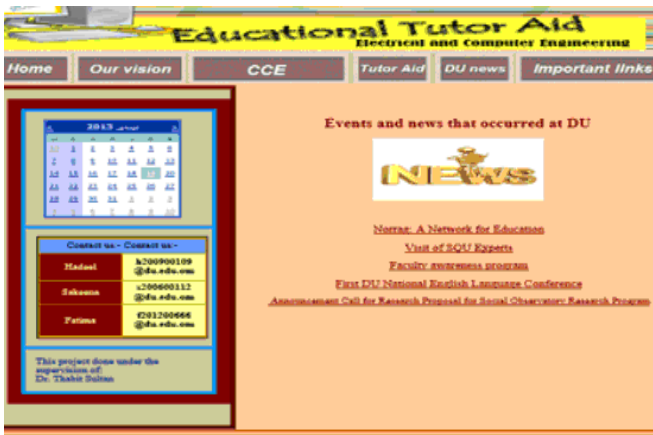 Educational Tutor Aid
Electrical and Computer Engineering
Home
Our vision
CCE
Tutor Aid
DU news
Important links
2013
Contact us:- Contact us:-
Hadeel
h200900109
@du.edu.om
Sakeena
s200600112
@du.edu.om
Fatima
f201200666
@du.edu.om
This project done under the
supervision of:
Dr. Thabit Sultan
Events and news that occurred at DU
NEWS
Norrag: A Network for Education
Visit of SQU Experts
Faculty awareness program
First DU National English Language Conference
Announcement Call for Research Proposal for Social Observatory Research Program